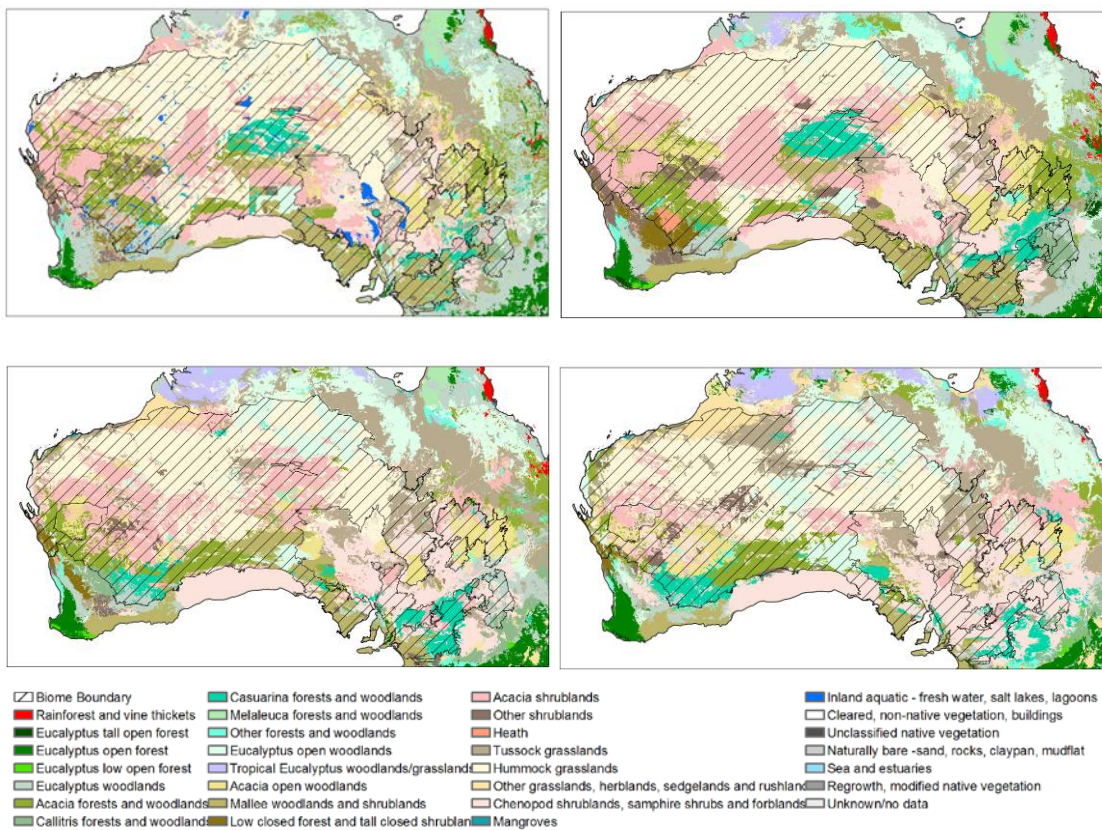 Biome Boundary
Rainforest and vine thickets
Eucalyptus tall open forest
Eucalyptus open forest
Eucalyptus low open forest
Eucalyptus woodlands
Acacia forests and woodlands
Callitris forests and woodlands
Casuarina forests and woodlands
Melaleuca forests and woodlands
Other forests and woodlands
Eucalyptus open woodlands
Tropical Eucalyptus woodlands/grasslands
Acacia open woodlands
Mallee woodlands and shrublands
Low closed forest and tall closed shrublan
Acacia shrublands
Other shrublands
Heath
Tussock grasslands
Hummock grasslands
Other grasslands, herblands, sedgelands and rushland
Chenopod shrublands, samphire shrubs and forblands
Mangroves
Inland aquatic - fresh water, salt lakes, lagoons
Cleared, non-native vegetation, buildings
Unclassified native vegetation
Naturally bare -sand, rocks, claypan, mudflat
Sea and estuaries
Regrowth, modified native vegetation
Unknown/no data